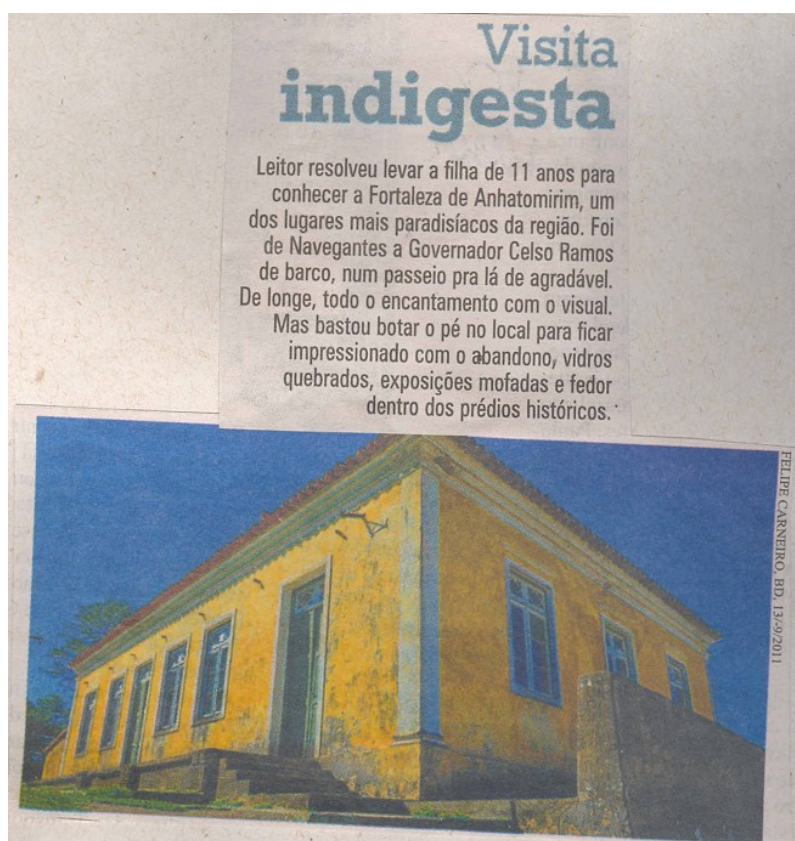 Visita
indigesta
Leitor resolveu levar a filha de 11 anos para
conhecer a Fortaleza de Anhatomirim, um
dos lugares mais paradisíacos da região. Foi
de Navegantes a Governador Celso Ramos
de barco, num passeio pra lá de agradável.
De longe, todo o encantamento com o visual.
Mas bastou botar o pé no local para ficar
impressionado com o abandono, vidros
quebrados, exposições mofadas e fedor
dentro dos prédios históricos.
FELIPE CARNEIRO, BD, 13/-9/2011